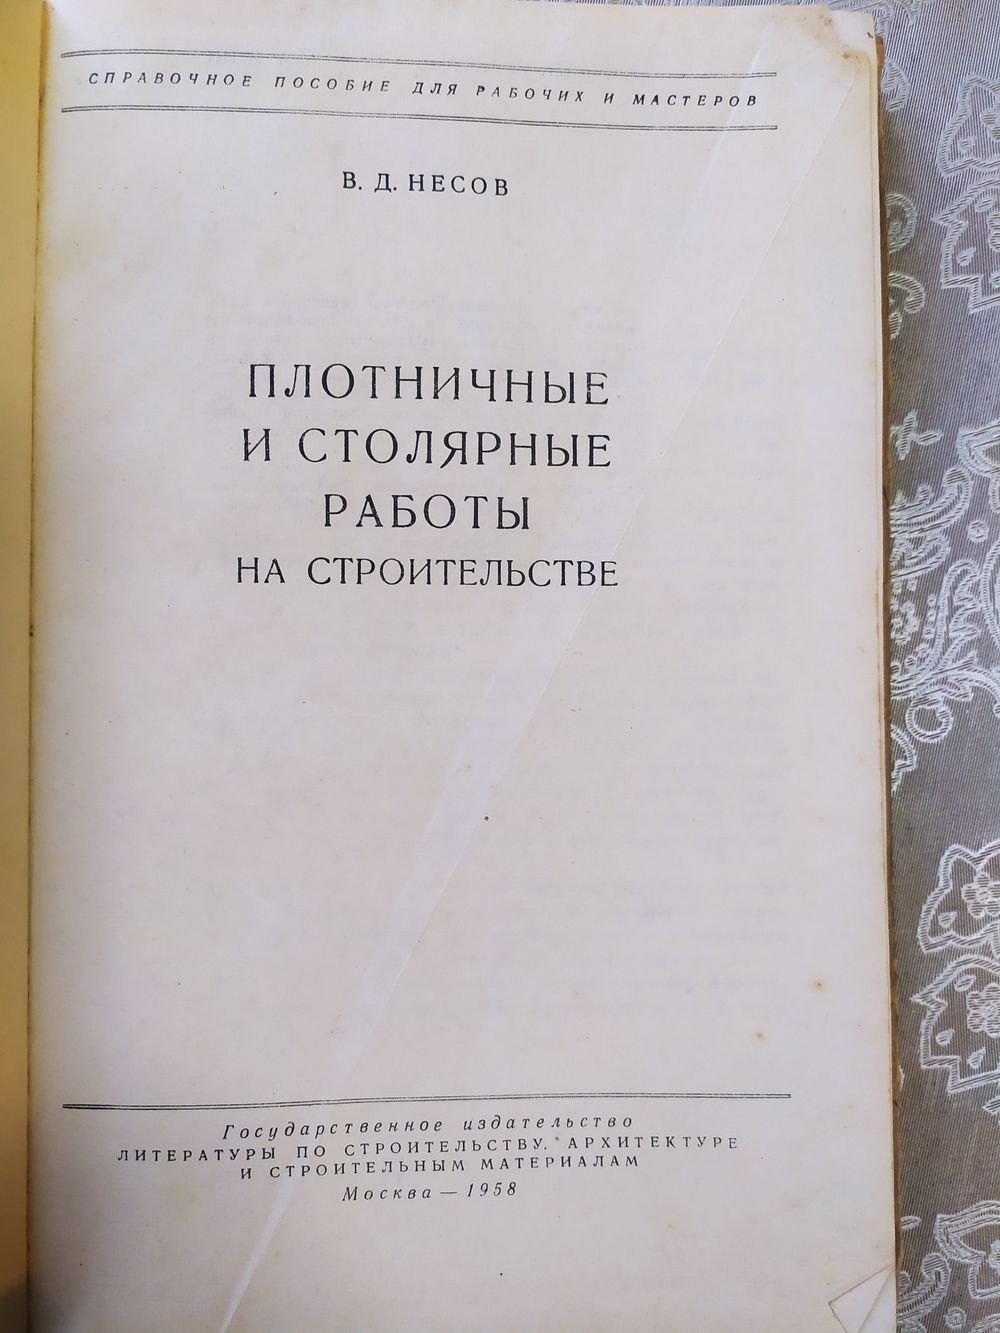 СПРАВОЧНОЕ ПОСОБИЕ ДЛЯ РАБОЧИХ И МАСТЕРОВ
В. Д. НЕСОВ
ПЛОТНИЧНЫЕ
И СТОЛЯРНЫЕ
РАБОТЫ
НА СТРОИТЕЛЬСТВЕ
Государственное издательство
ЛИТЕРАТУРЫ ПО СТРОИТЕЛЬСТВУ, АРХИТЕКТУРЕ
И СТРОИТЕЛЬНЫМ МАТЕРИАЛАМ
Москва — 1958